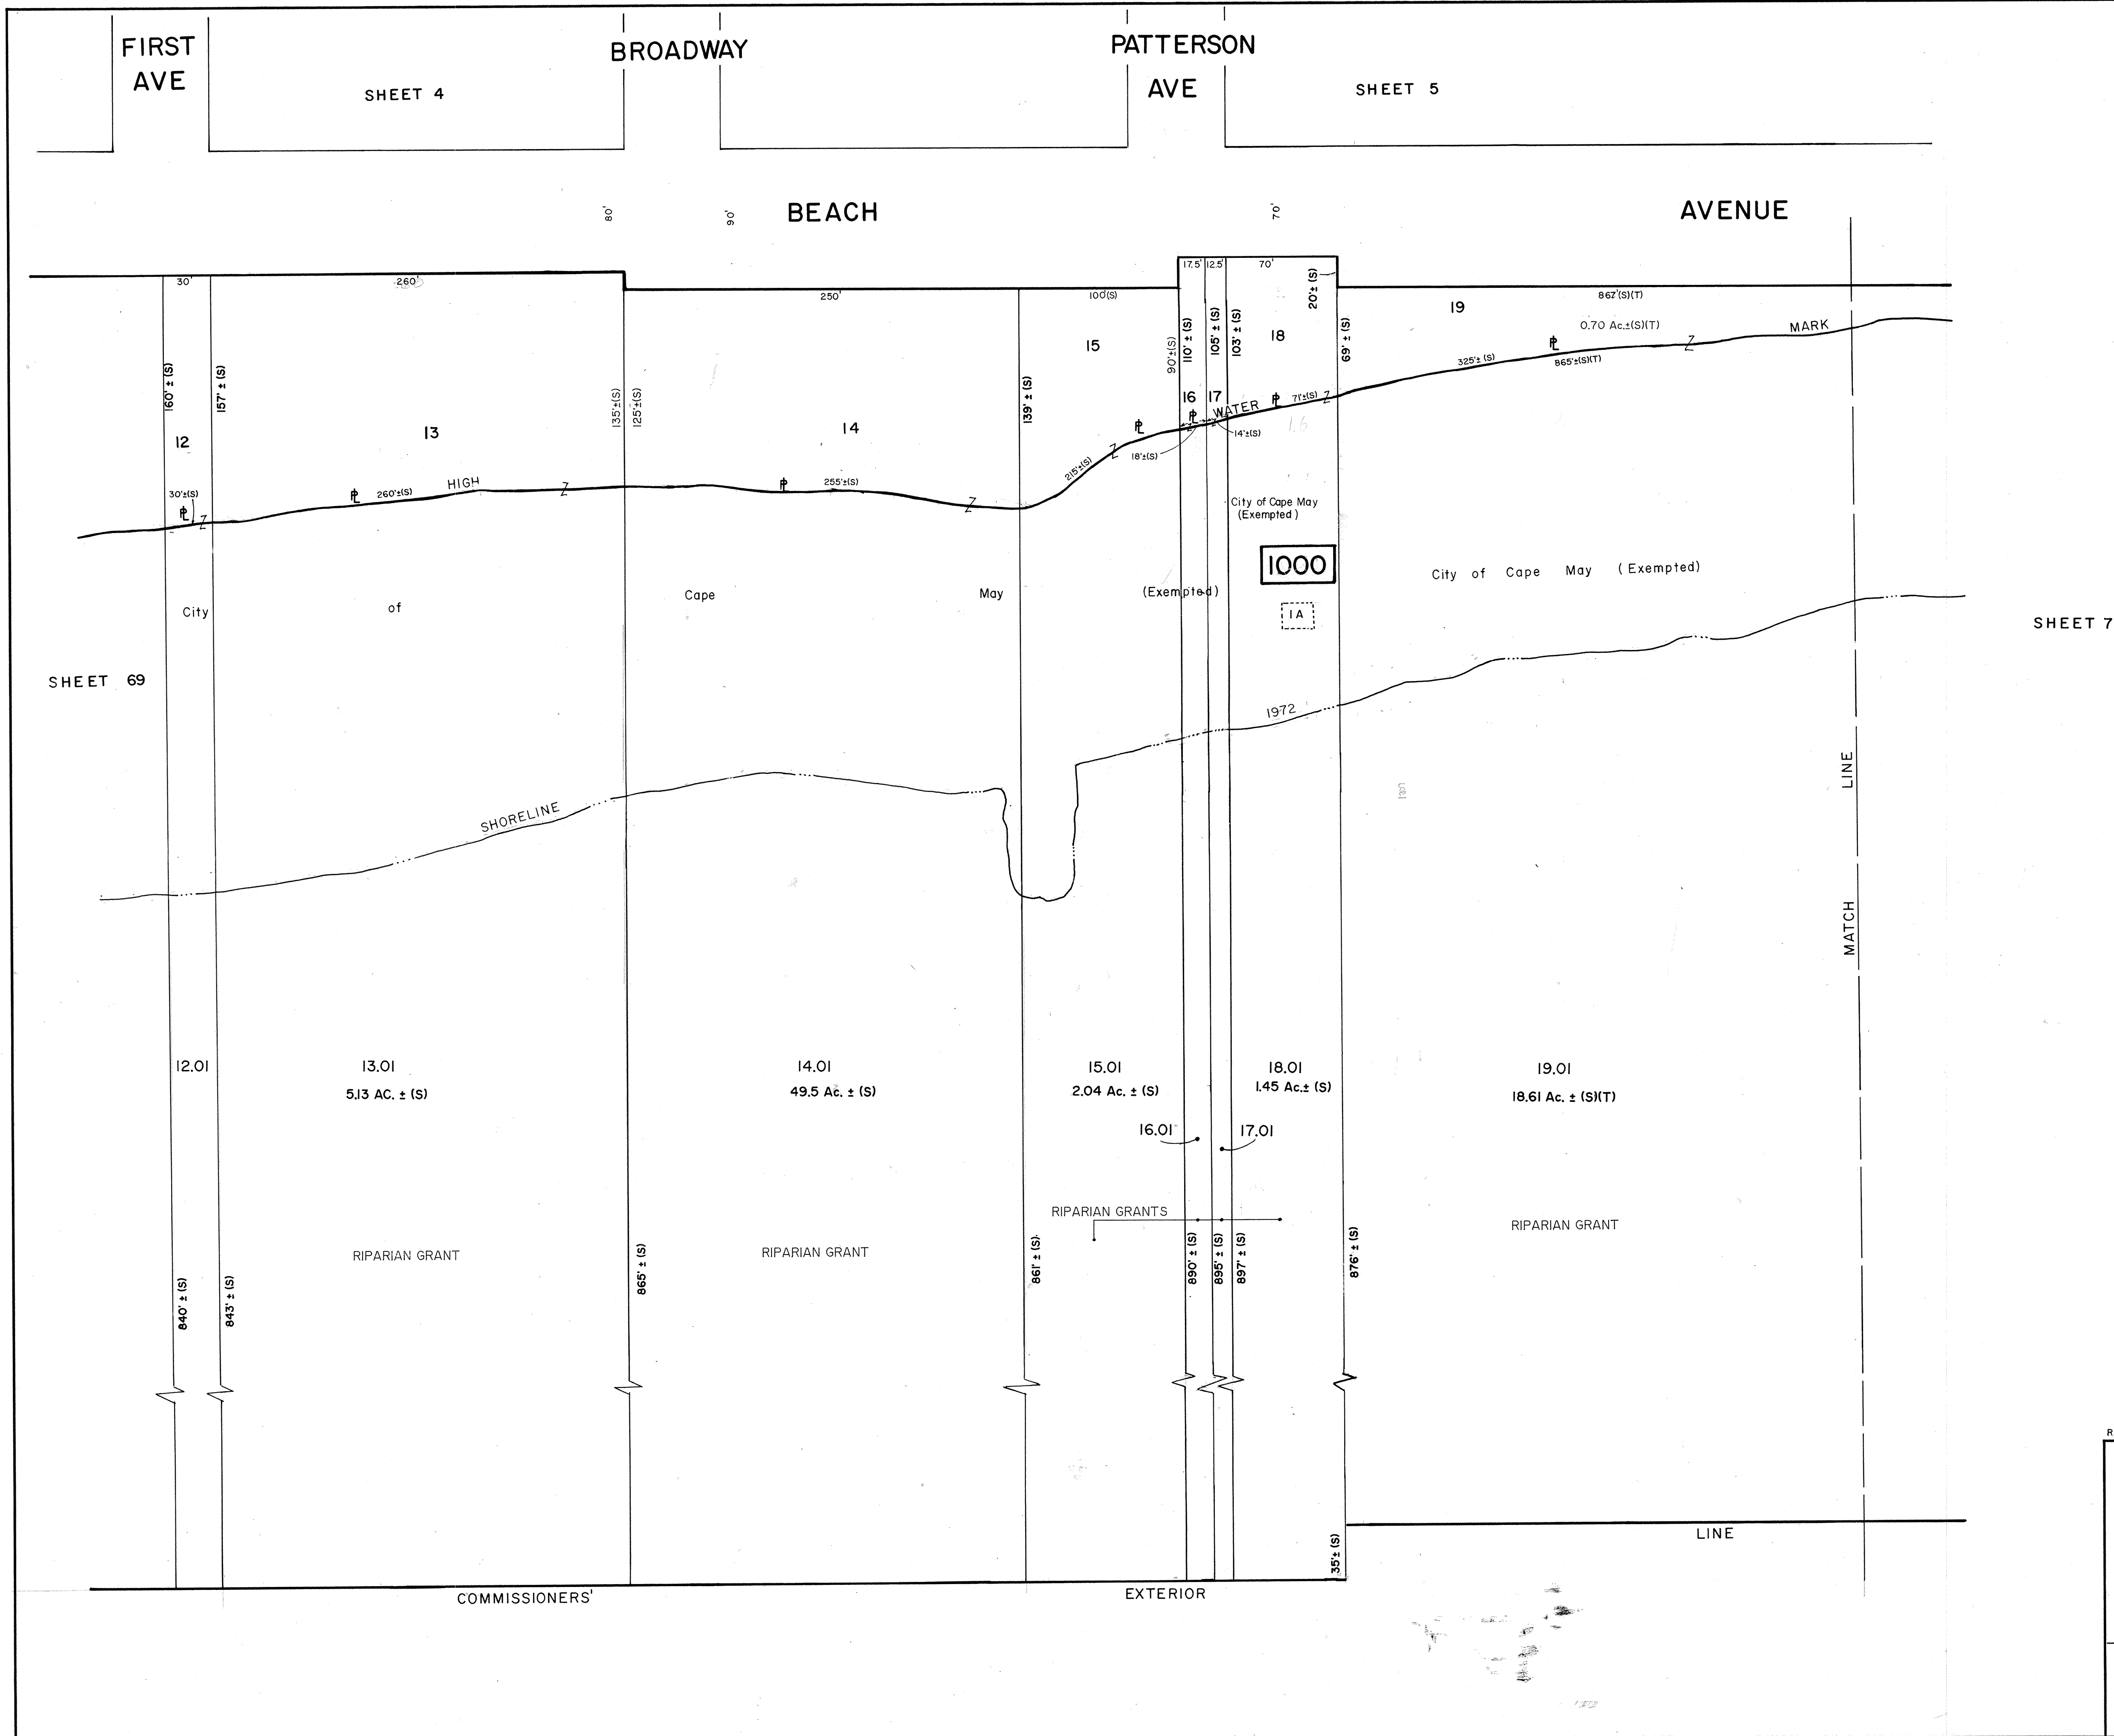 FIRST
AVE
SHEET 4
BROADWAY
PATTERSON
AVE
SHEET 5
80'
90'
BEACH
70'
AVENUE
30'
260'
250'
100'(S)
17.5'
12.5'
70'
20'± (S)
867'(S)(T)
19
0.70 Ac.±(S)(T)
MARK
15
18
90'±(S)
110' ± (S)
105' ± (S)
103' ± (S)
69' ± (S)
325'± (S)
865'±(S)(T)
160' ± (S)
157' ± (S)
135'±(S)
125'±(S)
139' ± (S)
16
17
WATER
71'±(S)
14'±(S)
18'±(S)
215'±(S)
12
13
14
30'±(S)
260'±(S)
HIGH
255'±(S)
City of Cape May
(Exempted)
1000
1A
City of Cape May (Exempted)
City of Cape May (Exempted)
SHEET 69
SHEET 7
1972
SHORELINE
LINE
MATCH
12.01
13.01
5.13 AC. ± (S)
14.01
49.5 Ac. ± (S)
15.01
2.04 Ac. ± (S)
18.01
1.45 Ac.± (S)
19.01
18.61 Ac. ± (S)(T)
16.01
17.01
RIPARIAN GRANTS
RIPARIAN GRANT
RIPARIAN GRANT
RIPARIAN GRANT
840' ± (S)
843' ± (S)
865' ± (S)
861' ± (S)
890' ± (S)
895' ± (S)
897' ± (S)
876' ± (S)
135'± (S)
LINE
COMMISSIONERS'
EXTERIOR
R